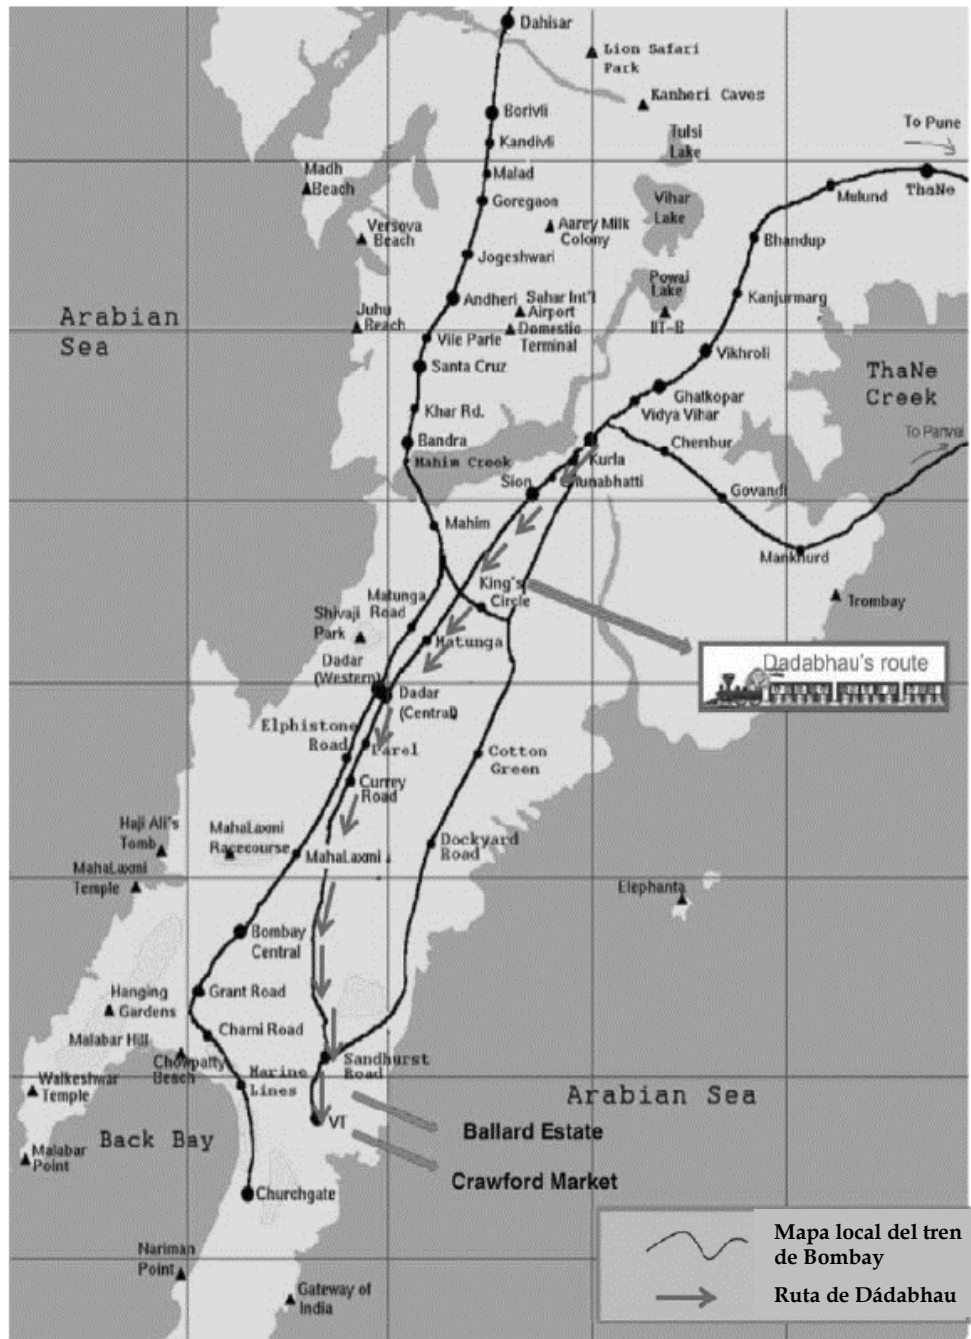 Dahisar
Lion Safari
Park
Kanheri Caves
Borivli
To Pune
Tulsi
Lake
Kandivli
Madh
Beach
Malad
ThaNe
Mulund
Goregaon
Vihar
Lake
Versova
Beach
Aarey Milk
Colony
Bhandup
Jogeshwari
Powai
Lake
Andheri
Sahar Int'l
Airport
Kanjurmarg
Arabian
Sea
Juhu
Beach
IIT-B
Domestic
Terminal
Vile Parle
Vikhroli
Santa Cruz
ThaNe
Creek
Ghatkopar
Vidya Vihar
Khar Rd.
To Panvel
Bandra
Chembur
Mahim Creek
Kurla
Sion
unabhatti
Govandi
Mahim
Mankhurd
King's
Circle
Matunga
Road
Trombay
Shivaji
Park
Matunga
Dadabhau's route
Dadar
(Western)
Dadar
(Central)
Elphistone
Road
Parel
Cotton
Green
Currey
Road
Haji Ali's
Tomb
MahaLaxmi
Racecourse
MahaLaxmi
Dockyard
Road
MahaLaxmi
Temple
Elephanta
Bombay
Central
Hanging
Gardens
Grant Road
Malabar Hill
Charni Road
Chowpatty
Beach
Marine
Lines
Sandhurst
Road
Walkeshwar
Temple
Arabian Sea
VT
Ballard Estate
Back Bay
Malabar
Point
Crawford Market
Churchgate
Nariman
Point
Gateway of
India
Mapa local del tren
de Bombay
Ruta de Dádabhau